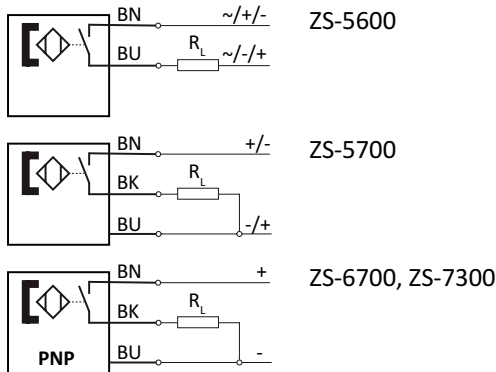 BN ~/+/- ZS-5600
BU R_L ~/-/+
BN +/- ZS-5700
BK R_L
BU -/+
BN + ZS-6700, ZS-7300
BK R_L
PNP BU -